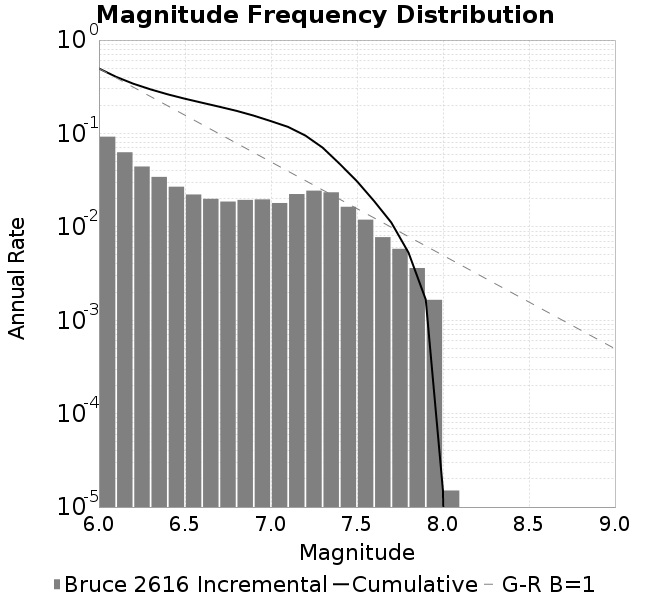 Magnitude Frequency Distribution
10^0
10^-1
10^-2
10^-3
10^-4
10^-5
Annual Rate
6.0 6.5 7.0 7.5 8.0 8.5 9.0
Magnitude
Bruce 2616 Incremental Cumulative G-R B=1